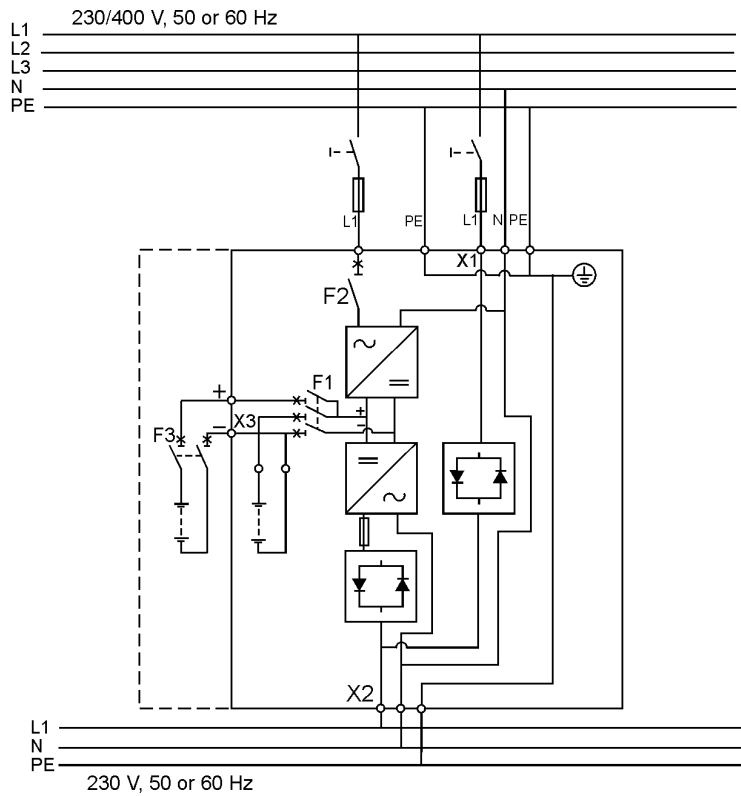 230/400 V, 50 or 60 Hz
L1
L2
L3
N
PE
L1
PE
L1
N
PE
X1
F2
F1
+
X3
+
−
−
F3
X2
L1
N
PE
230 V, 50 or 60 Hz